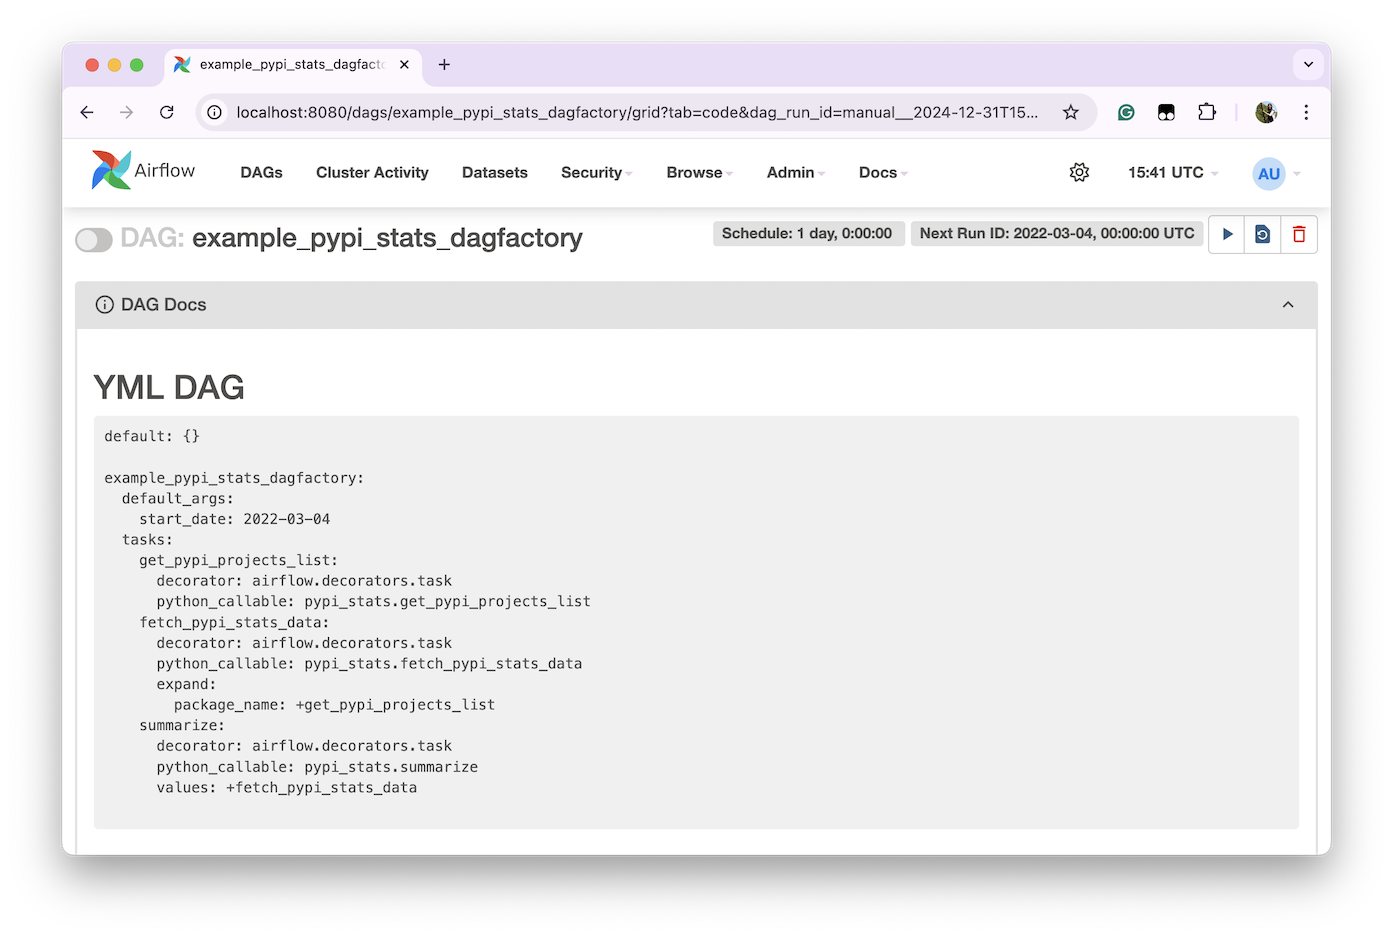 example_pypi_stats_dagfact
localhost:8080/dags/example_pypi_stats_dagfactory/grid?tab=code&dag_run_id=manual__2024-12-31T15...
Airflow DAGs Cluster Activity Datasets Security Browse Admin Docs 15:41 UTC AU
DAG: example_pypi_stats_dagfactory Schedule: 1 day, 0:00:00 Next Run ID: 2022-03-04, 00:00:00 UTC
DAG Docs
YML DAG
default: {}
example_pypi_stats_dagfactory:
  default_args:
    start_date: 2022-03-04
  tasks:
    get_pypi_projects_list:
      decorator: airflow.decorators.task
      python_callable: pypi_stats.get_pypi_projects_list
    fetch_pypi_stats_data:
      decorator: airflow.decorators.task
      python_callable: pypi_stats.fetch_pypi_stats_data
      expand:
        package_name: +get_pypi_projects_list
    summarize:
      decorator: airflow.decorators.task
      python_callable: pypi_stats.summarize
      values: +fetch_pypi_stats_data